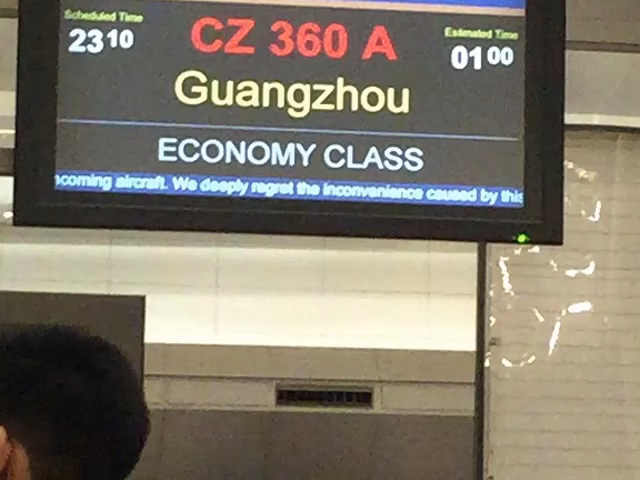 Scheduled Time
2310
CZ 360 A
Estimated Time
0100
Guangzhou
ECONOMY CLASS
ncoming aircraft. We deeply regret the inconvenience caused by this